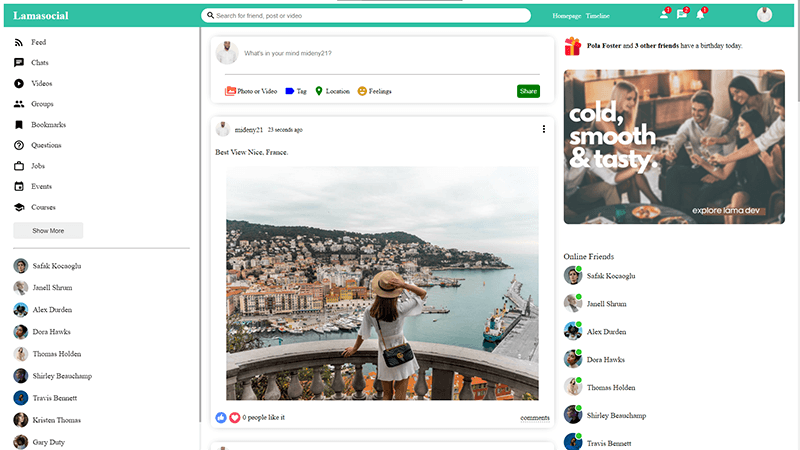 Lamasocial
Search for friend, post or video
Homepage Timeline
1
2
1
Feed
Chats
Videos
Groups
Bookmarks
Questions
Jobs
Events
Courses
Show More
Safak Kocaoglu
Janell Shrum
Alex Durden
Dora Hawks
Thomas Holden
Shirley Beauchamp
Travis Bennett
Kristen Thomas
Gary Duty
What's in your mind mideny21?
Photo or Video
Tag
Location
Feelings
Share
mideny21 23 seconds ago
Best View Nice, France.
0 people like it
comments
Pola Foster and 3 other friends have a birthday today.
cold,
smooth
& tasty.
explore lama dev
Online Friends
Safak Kocaoglu
Janell Shrum
Alex Durden
Dora Hawks
Thomas Holden
Shirley Beauchamp
Travis Bennett